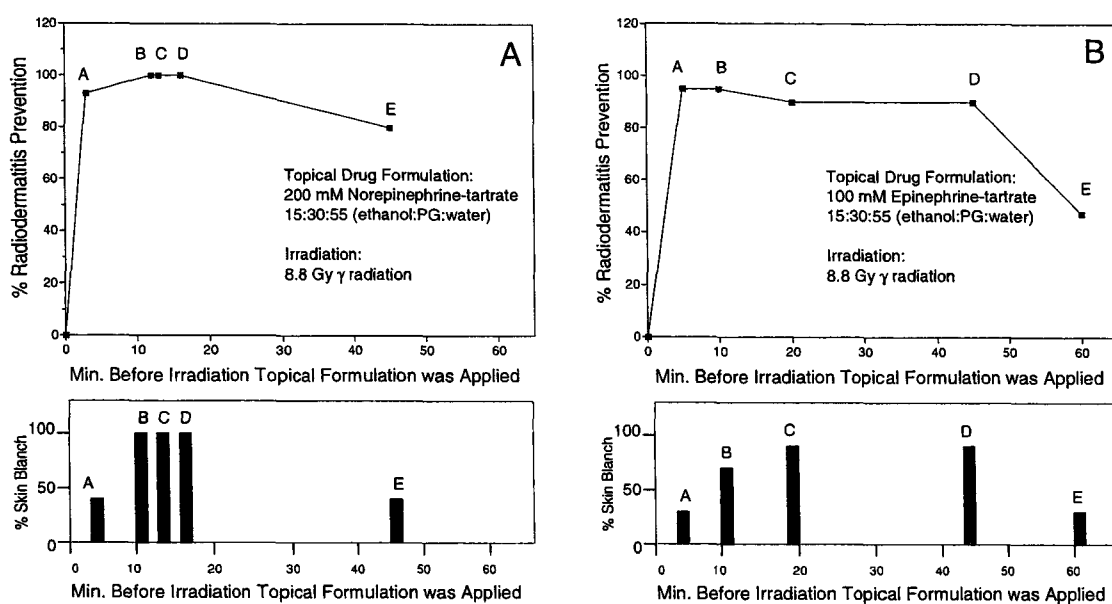 A
120
100
80
60
40
20
0
% Radiodermatitis Prevention
A
B C D
E
Topical Drug Formulation:
200 mM Norepinephrine-tartrate
15:30:55 (ethanol:PG:water)
Irradiation:
8.8 Gy γ radiation
0 10 20 30 40 50 60
Min. Before Irradiation Topical Formulation was Applied
100
50
0
% Skin Blanch
A B C D E
0 10 20 30 40 50 60
Min. Before Irradiation Topical Formulation was Applied
B
120
100
80
60
40
20
0
% Radiodermatitis Prevention
A B C D E
Topical Drug Formulation:
100 mM Epinephrine-tartrate
15:30:55 (ethanol:PG:water)
Irradiation:
8.8 Gy γ radiation
0 10 20 30 40 50 60
Min. Before Irradiation Topical Formulation was Applied
100
50
0
% Skin Blanch
A B C D E
0 10 20 30 40 50 60
Min. Before Irradiation Topical Formulation was Applied